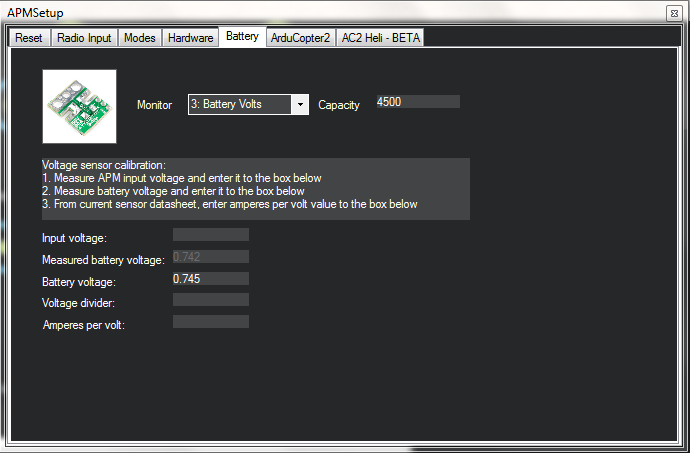 APMSetup
Reset Radio Input Modes Hardware Battery ArduCopter2 AC2 Heli - BETA
Monitor 3: Battery Volts Capacity 4500
Voltage sensor calibration:
1. Measure APM input voltage and enter it to the box below
2. Measure battery voltage and enter it to the box below
3. From current sensor datasheet, enter amperes per volt value to the box below
Input voltage:
Measured battery voltage: 0.742
Battery voltage: 0.745
Voltage divider:
Amperes per volt: